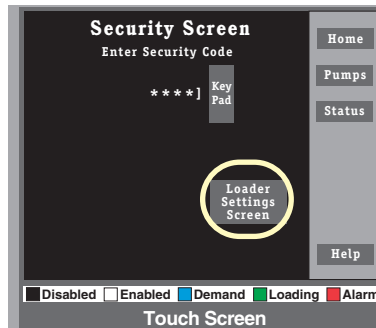 Security Screen
Enter Security Code
****]
Key
Pad
Loader
Settings
Screen
Home
Pumps
Status
Help
Disabled Enabled Demand Loading Alarm
Touch Screen